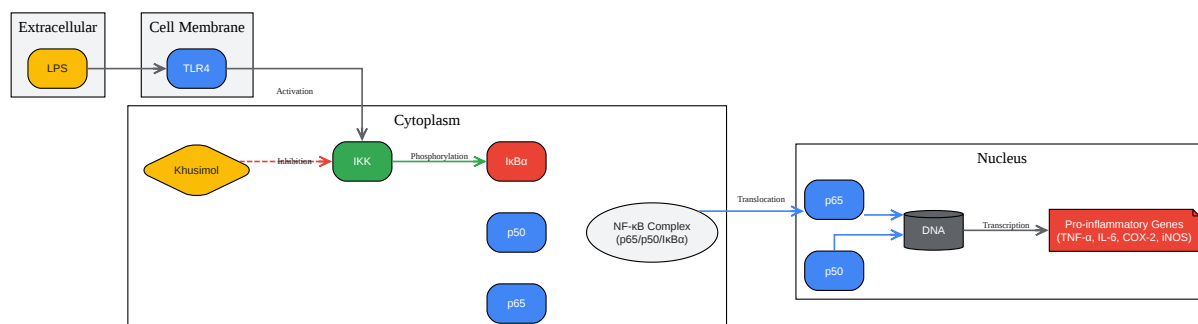 Extracellular
LPS
Cell Membrane
TLR4
Activation
Cytoplasm
Khusimol
Inhibition
IKK
Phosphorylation
IκBα
p50
p65
NF-κB Complex
(p65/p50/IκBα)
Translocation
Nucleus
p65
p50
DNA
Transcription
Pro-inflammatory Genes
(TNF-α, IL-6, COX-2, iNOS)